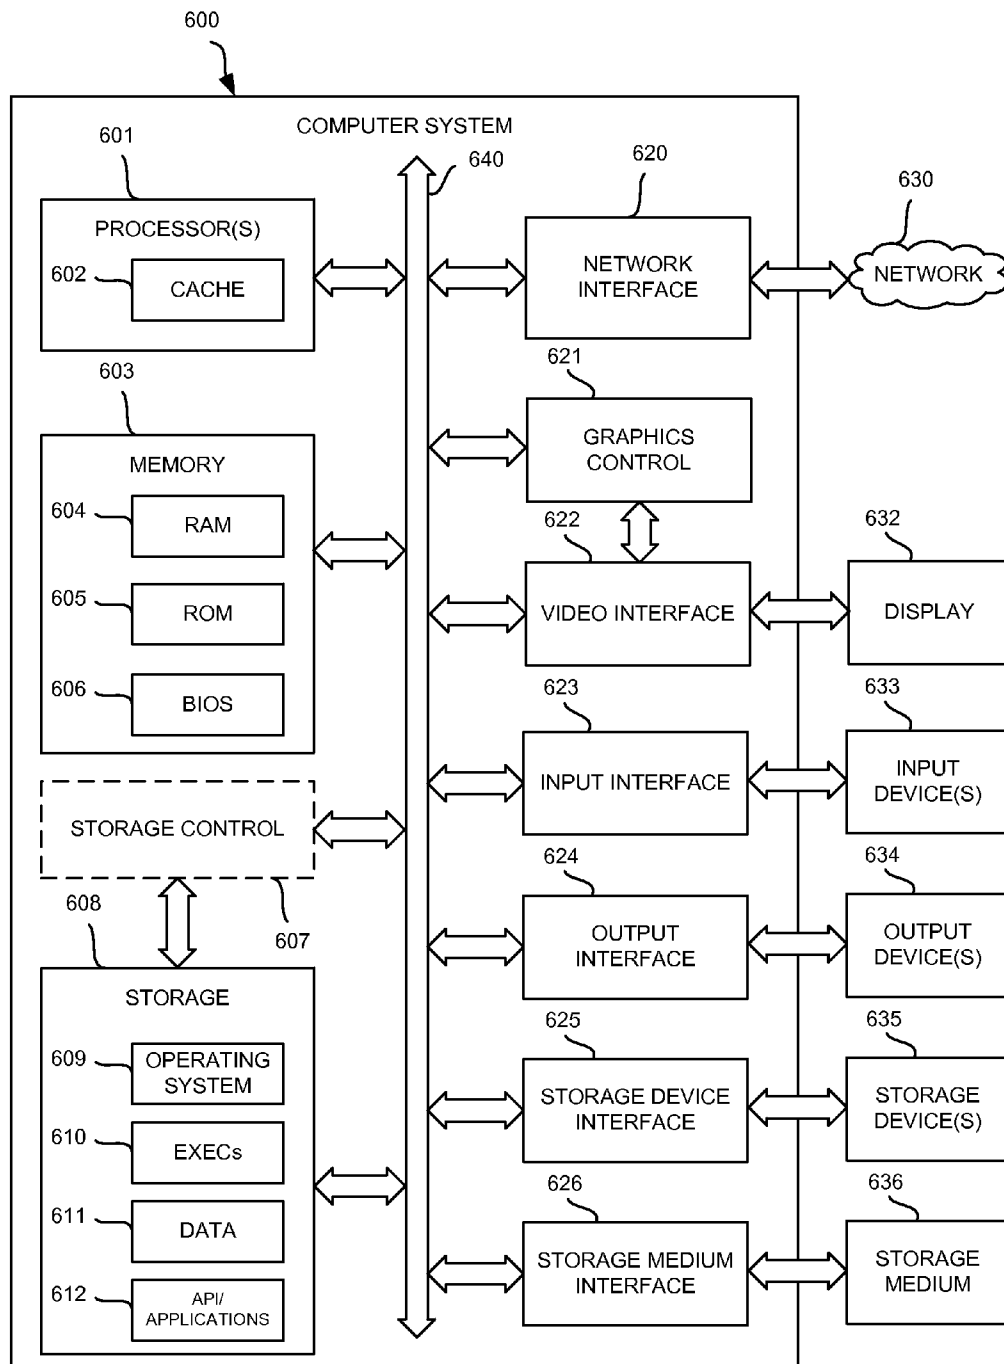 600
COMPUTER SYSTEM
601
640
620
630
PROCESSOR(S)
602
CACHE
NETWORK
INTERFACE
NETWORK
603
621
MEMORY
GRAPHICS
CONTROL
604
RAM
622
632
605
ROM
VIDEO INTERFACE
DISPLAY
606
BIOS
623
633
STORAGE CONTROL
INPUT INTERFACE
INPUT
DEVICE(S)
608
607
624
634
OUTPUT
INTERFACE
OUTPUT
DEVICE(S)
STORAGE
609
OPERATING
SYSTEM
625
635
610
EXECs
STORAGE DEVICE
INTERFACE
STORAGE
DEVICE(S)
611
DATA
626
636
612
API/
APPLICATIONS
STORAGE MEDIUM
INTERFACE
STORAGE
MEDIUM